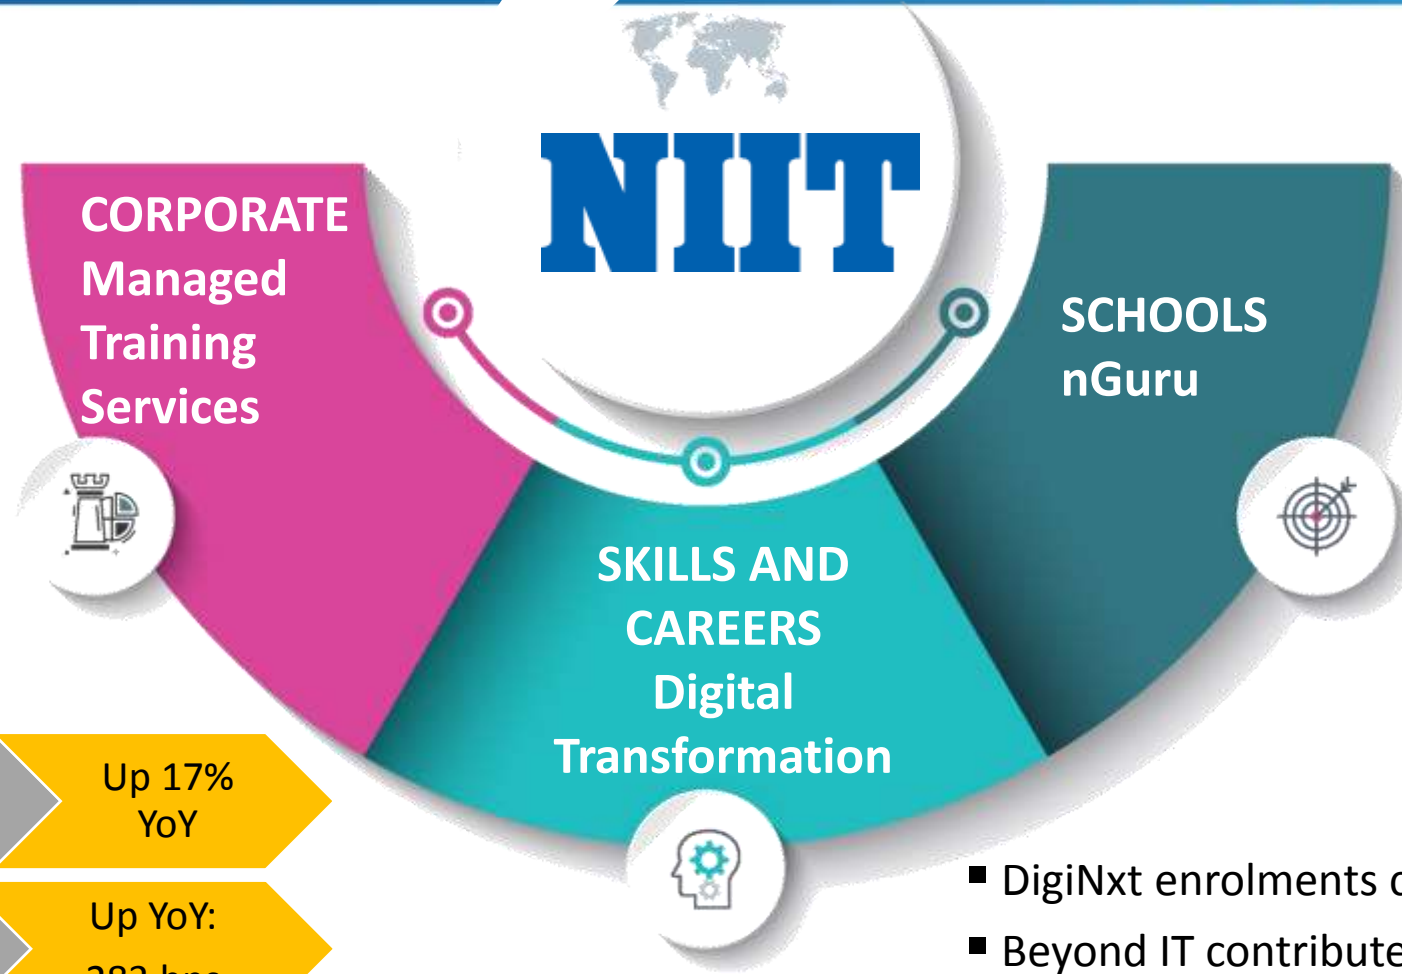 NIIT
CORPORATE
Managed
Training
Services
SCHOOLS
nGuru
SKILLS AND
CAREERS
Digital
Transformation
Up 17%
YoY
Up YoY:
DigiNxt enrolments
Beyond IT contribute